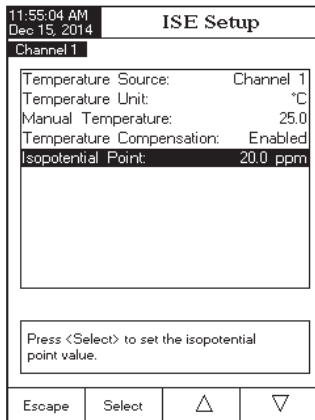 11:55:04 AM
Dec 15, 2014
ISE Setup
Channel 1
Temperature Source: Channel 1
Temperature Unit: °C
Manual Temperature: 25.0
Temperature Compensation: Enabled
Isopotential Point: 20.0 ppm
Press <Select> to set the isopotential
point value.
Escape Select △ ▽